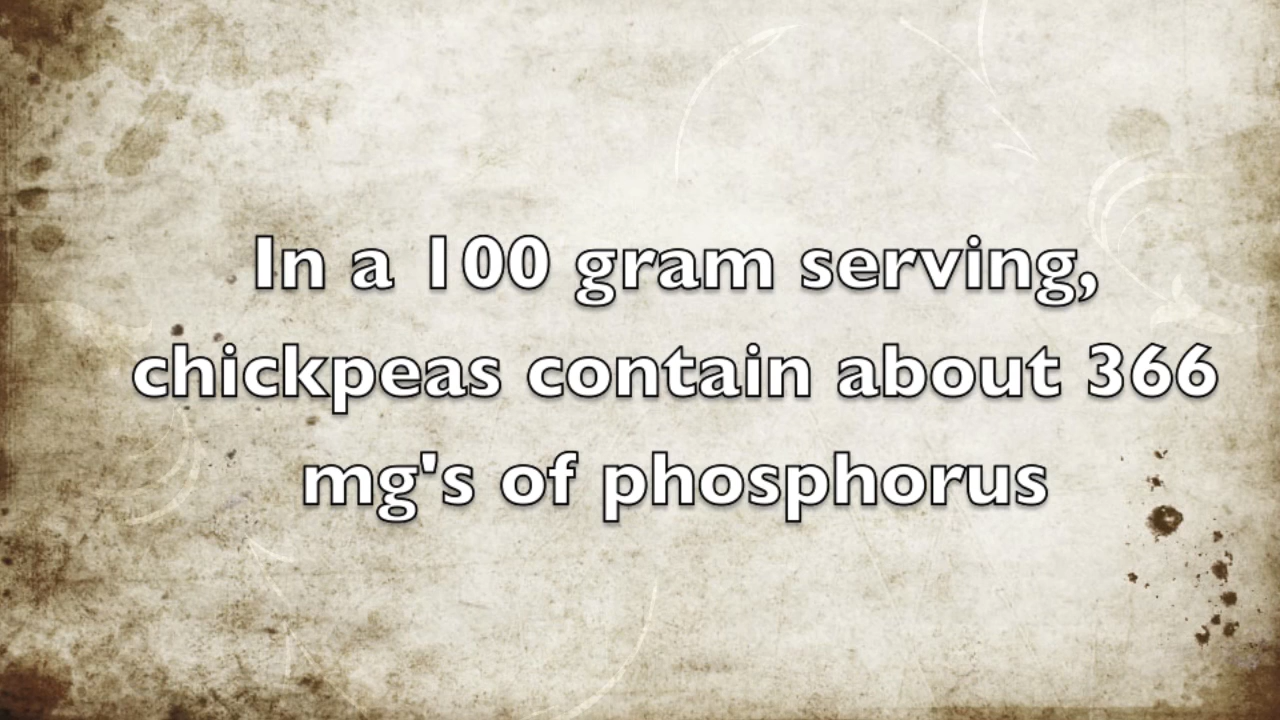 In a 100 gram serving,
chickpeas contain about 366
mg's of phosphorus